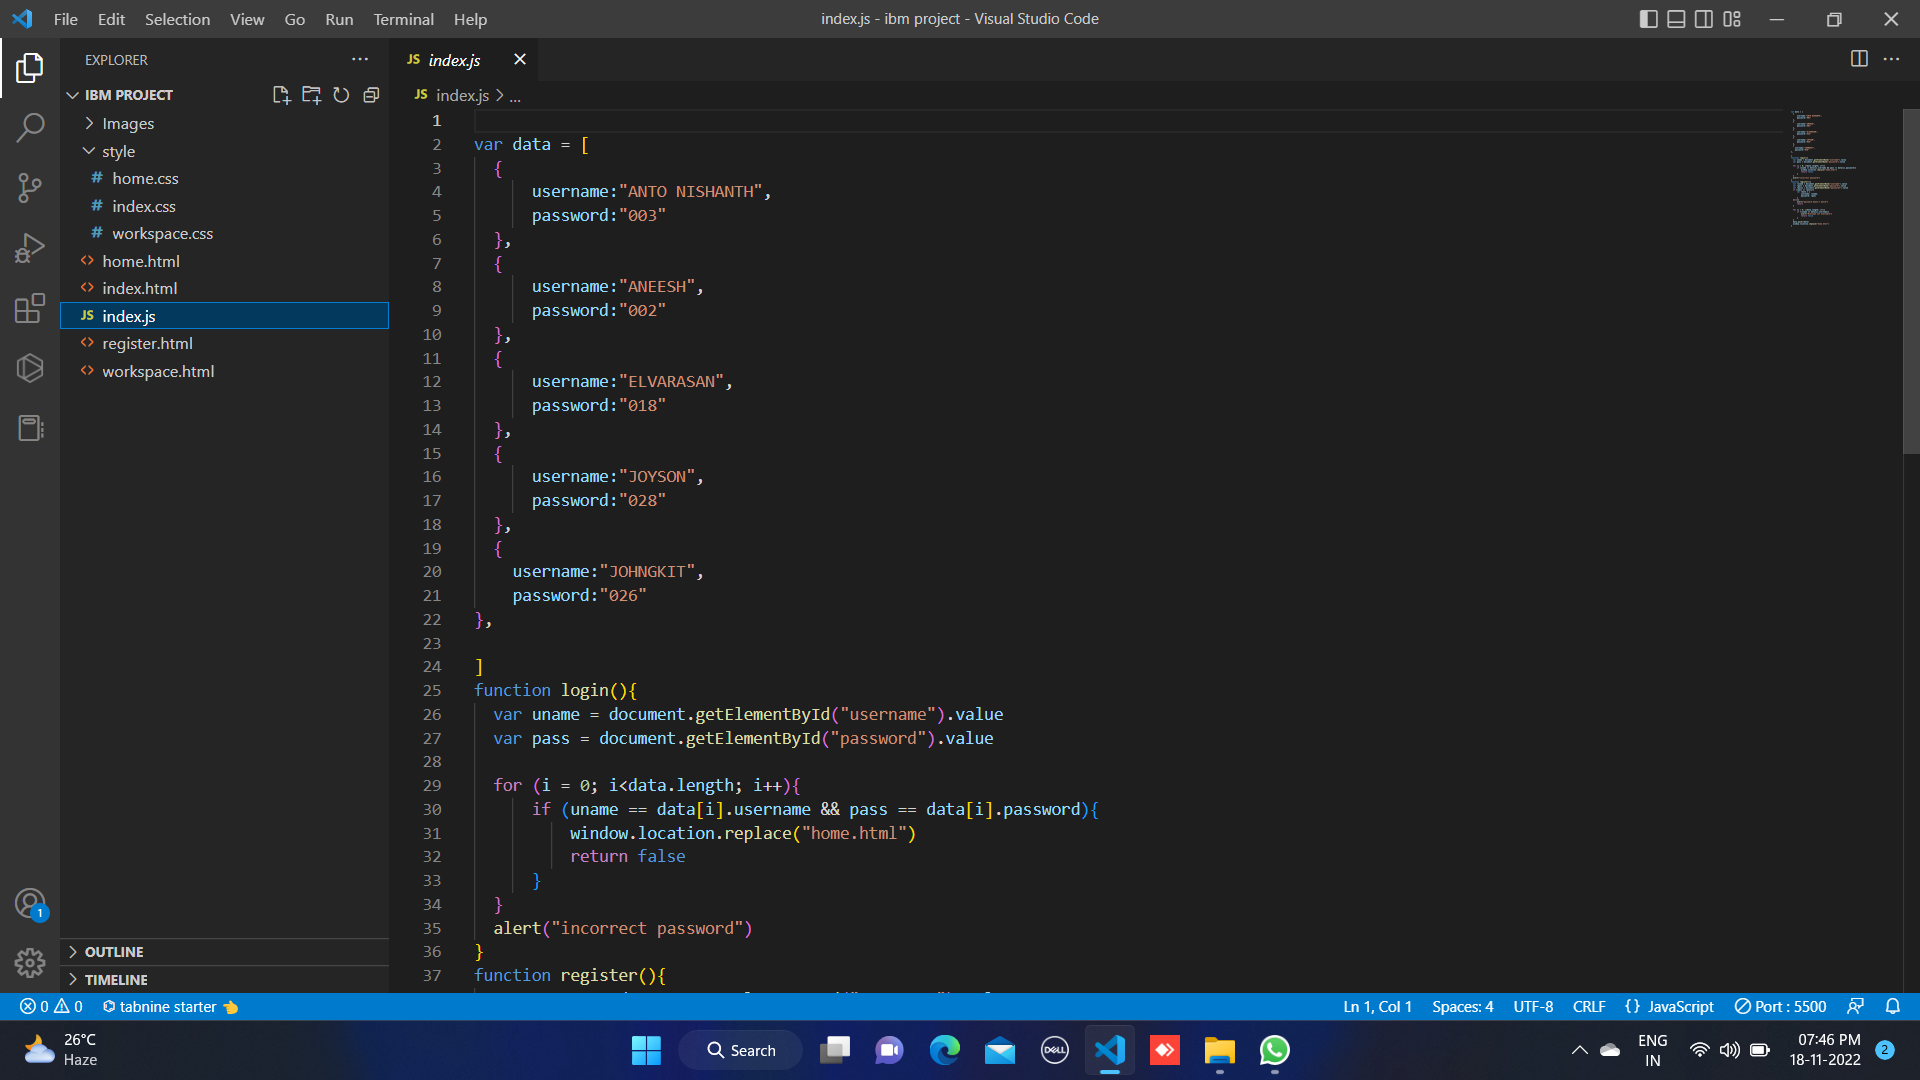 File Edit Selection View Go Run Terminal Help
index.js - ibm project - Visual Studio Code
EXPLORER
IBM PROJECT
Images
style
# home.css
# index.css
# workspace.css
<> home.html
<> index.html
JS index.js
<> register.html
<> workspace.html
OUTLINE
TIMELINE
JS index.js
JS index.js > ...
1
2 var data = [
3 {
4 username:"ANTO NISHANTH",
5 password:"003"
6 },
7 {
8 username:"ANEESH",
9 password:"002"
10 },
11 {
12 username:"ELVARASAN",
13 password:"018"
14 },
15 {
16 username:"JOYSON",
17 password:"028"
18 },
19 {
20 username:"JOHNGKIT",
21 password:"026"
22 },
23
24 ]
25 function login(){
26 var uname = document.getElementById("username").value
27 var pass = document.getElementById("password").value
28
29 for (i = 0; i<data.length; i++){
30 if (uname == data[i].username && pass == data[i].password){
31 window.location.replace("home.html")
32 return false
33 }
34 }
35 alert("incorrect password")
36 }
37 function register(){
1
0 0 tabnine starter
Ln 1, Col 1 Spaces: 4 UTF-8 CRLF {} JavaScript Port : 5500
26°C
Haze
Search
DELL
ENG
IN
07:46 PM
18-11-2022
2